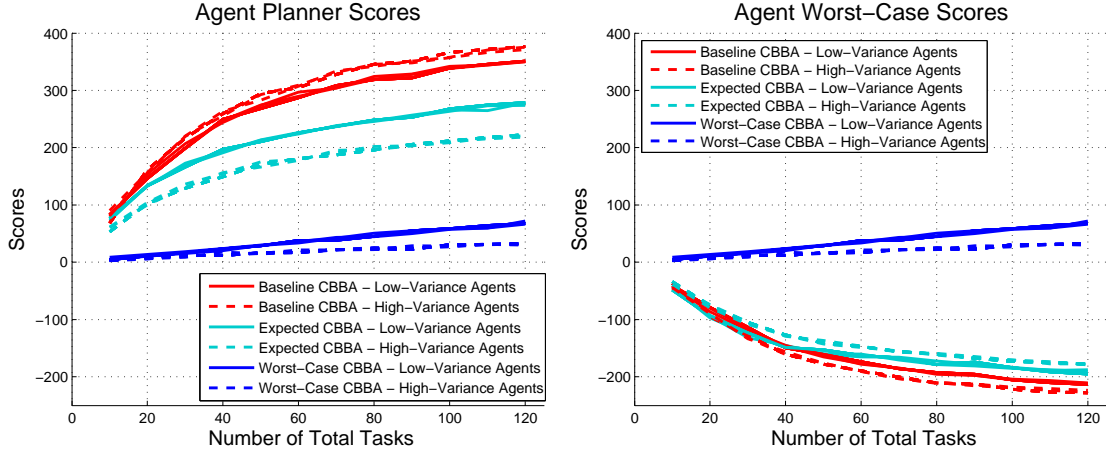 Agent Planner Scores
400
300
200
100
0
−100
−200
Scores
Baseline CBBA − Low−Variance Agents
Baseline CBBA − High−Variance Agents
Expected CBBA − Low−Variance Agents
Expected CBBA − High−Variance Agents
Worst−Case CBBA − Low−Variance Agents
Worst−Case CBBA − High−Variance Agents
0 20 40 60 80 100 120
Number of Total Tasks
Agent Worst−Case Scores
400
300
200
100
0
−100
−200
Scores
Baseline CBBA − Low−Variance Agents
Baseline CBBA − High−Variance Agents
Expected CBBA − Low−Variance Agents
Expected CBBA − High−Variance Agents
Worst−Case CBBA − Low−Variance Agents
Worst−Case CBBA − High−Variance Agents
0 20 40 60 80 100 120
Number of Total Tasks